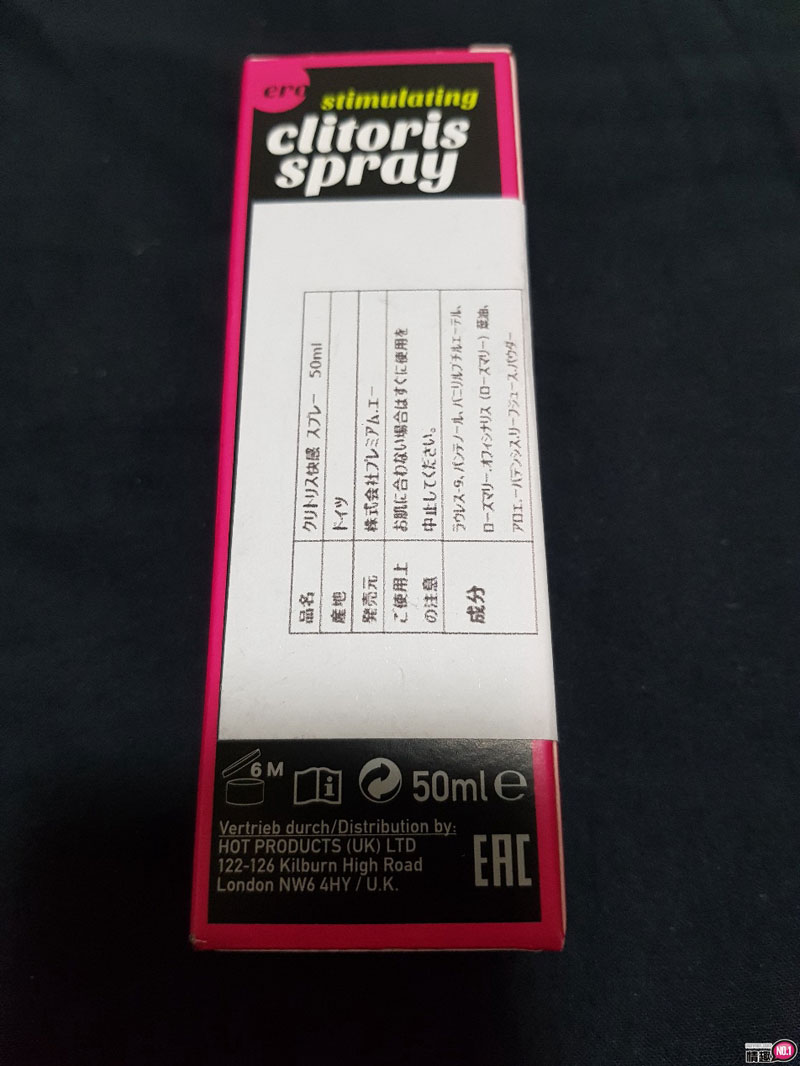 ero
stimulating
clitoris
spray
品名 クリトリス快感 スプレー 50ml
産地 ドイツ
発売元 株式会社プレミアム.エー
ご使用上の注意 お肌に合わない場合はすぐに使用を
中止してください。
成分 ラウレス-9、パンテノール、バニリルブチルエーテル、
ローズマリー.オフィシナリス（ローズマリー）葉油、
アロエ.ーバデンシス.リーフジュース.パウダー
6 M
50ml e
Vertrieb durch/Distribution by:
HOT PRODUCTS (UK) LTD
122-126 Kilburn High Road
London NW6 4HY / U.K.
EAC
情趣 NO.1